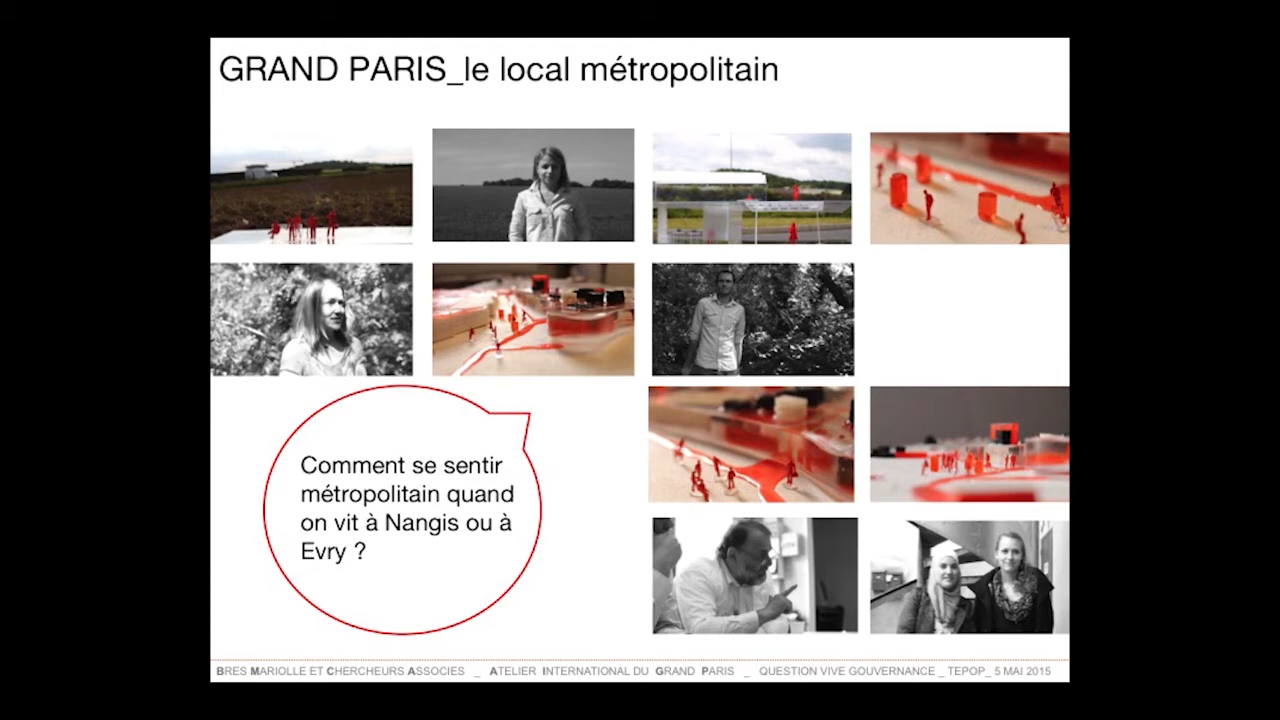 GRAND PARIS_le local métropolitain
Comment se sentir
métropolitain quand
on vit à Nangis ou à
Evry ?
BRES MARIOLLE ET CHERCHEURS ASSOCIES _ ATELIER INTERNATIONAL DU GRAND PARIS _ QUESTION VIVE GOUVERNANCE _ TEPOP_ 5 MAI 2015